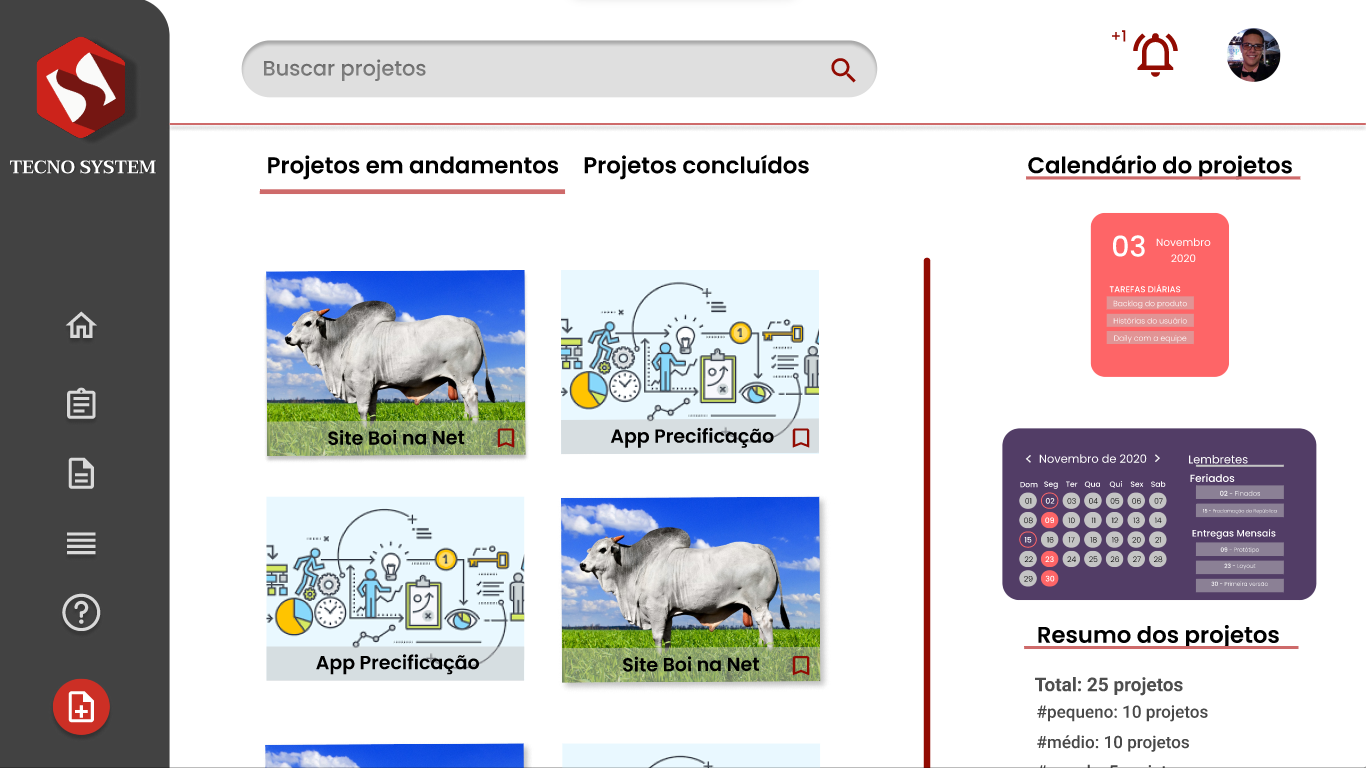 TECNO SYSTEM
Buscar projetos
+1
Projetos em andamentos
Projetos concluídos
Calendário do projetos
Site Boi na Net
1
App Precificação
1
App Precificação
Site Boi na Net
03
Novembro
2020
TAREFAS DIÁRIAS
Backlog do produto
Histórias do usuário
Daily com a equipe
Novembro de 2020
Dom Seg Ter Qua Qui Sex Sab
01 02 03 04 05 06 07
08 09 10 11 12 13 14
15 16 17 18 19 20 21
22 23 24 25 26 27 28
29 30
Lembretes
Feriados
02 - Finados
15 - Proclamação da República
Entregas Mensais
09 - Protótipo
23 - Layout
30 - Primeira versão
Resumo dos projetos
Total: 25 projetos
#pequeno: 10 projetos
#médio: 10 projetos